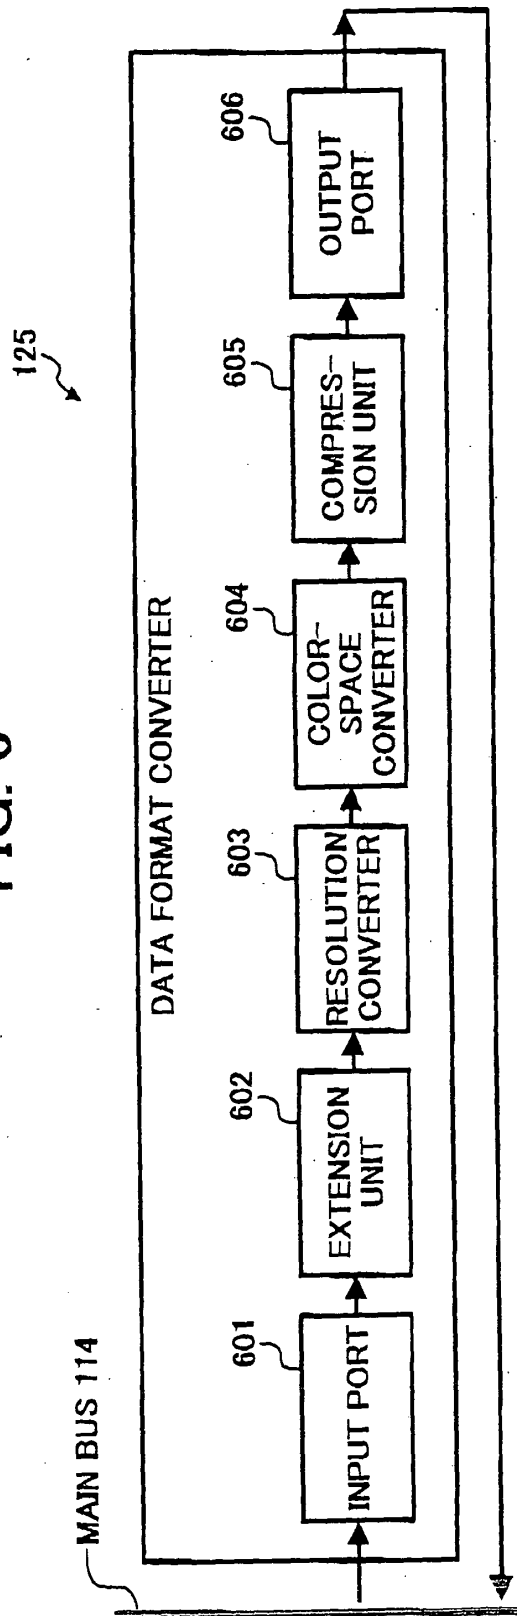 FIG. 6
125
MAIN BUS 114
DATA FORMAT CONVERTER
601
INPUT PORT
602
EXTENSION
UNIT
603
RESOLUTION
CONVERTER
604
COLOR-
SPACE
CONVERTER
605
COMPRES-
SION UNIT
606
OUTPUT
PORT